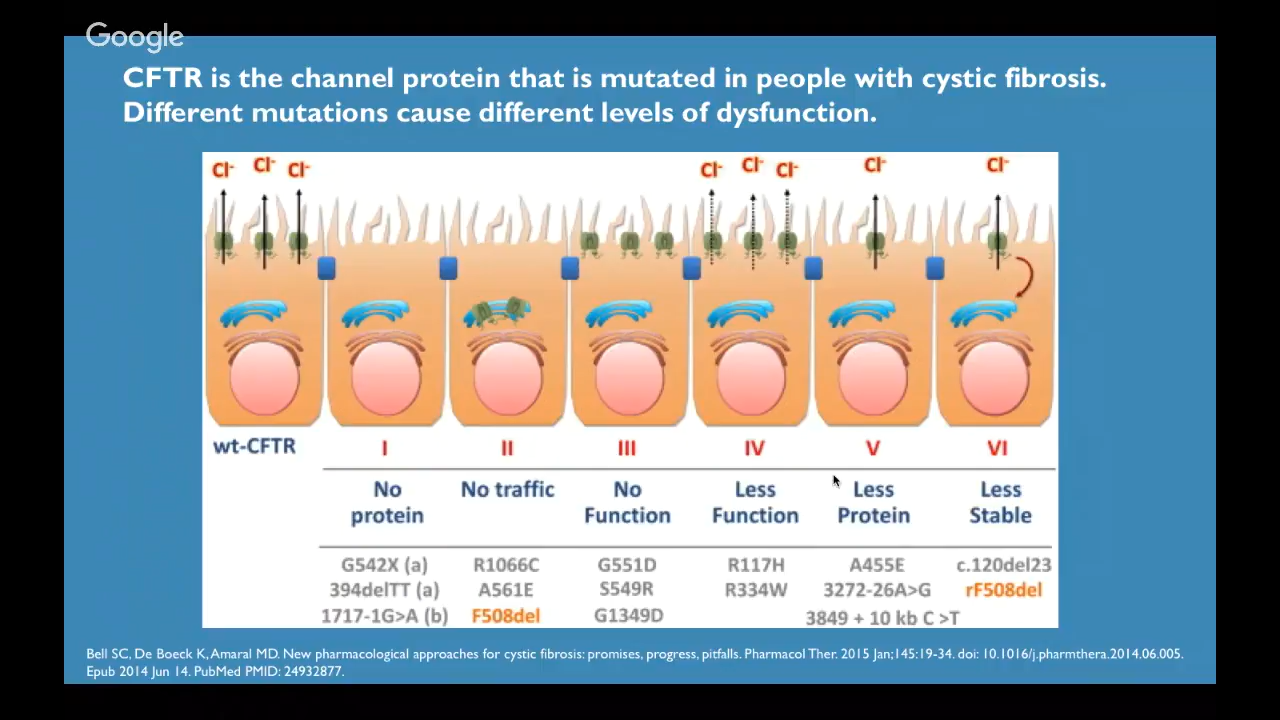 Google
CFTR is the channel protein that is mutated in people with cystic fibrosis.
Different mutations cause different levels of dysfunction.
Cl- Cl- Cl- Cl- Cl- Cl- Cl- Cl-
wt-CFTR I II III IV V VI
No protein No traffic No Function Less Function Less Protein Less Stable
G542X (a) R1066C G551D R117H A455E c.120del23
394delTT (a) A561E S549R R334W 3272-26A>G rF508del
1717-1G>A (b) F508del G1349D 3849 + 10 kb C >T
Bell SC, De Boeck K, Amaral MD. New pharmacological approaches for cystic fibrosis: promises, progress, pitfalls. Pharmacol Ther. 2015 Jan;145:19-34. doi: 10.1016/j.pharmthera.2014.06.005.
Epub 2014 Jun 14. PubMed PMID: 24932877.